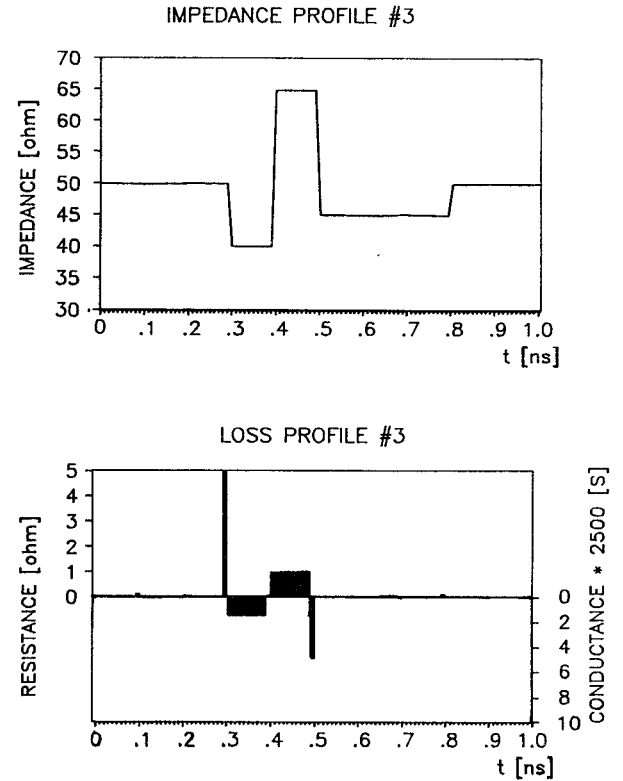 IMPEDANCE PROFILE #3
IMPEDANCE [ohm]
70
65
60
55
50
45
40
35
30
0 .1 .2 .3 .4 .5 .6 .7 .8 .9 1.0
t [ns]
LOSS PROFILE #3
RESISTANCE [ohm]
5
4
3
2
1
0
0
2
4
6
8
10
CONDUCTANCE * 2500 [S]
0 .1 .2 .3 .4 .5 .6 .7 .8 .9 1.0
t [ns]